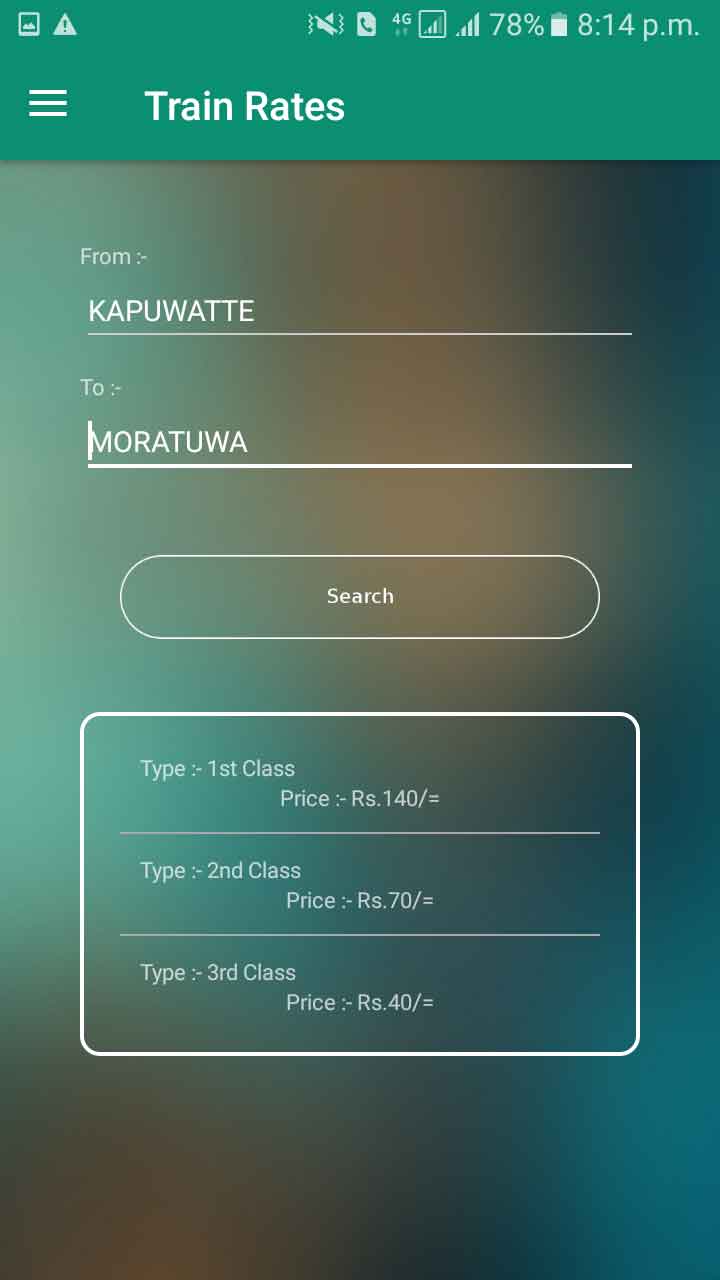 4G 78% 8:14 p.m.
Train Rates
From :-
KAPUWATTE
To :-
MORATUWA
Search
Type :- 1st Class
Price :- Rs.140/=
Type :- 2nd Class
Price :- Rs.70/=
Type :- 3rd Class
Price :- Rs.40/=